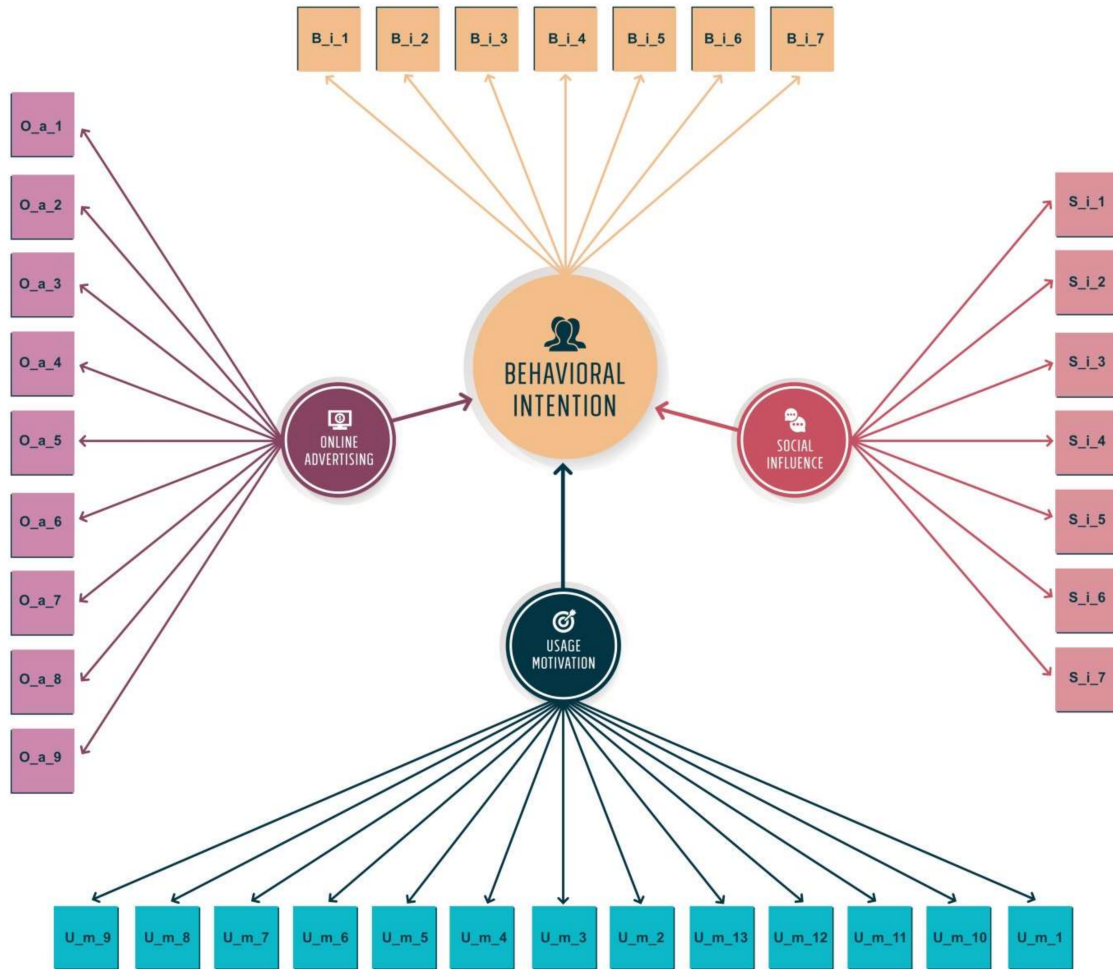 B_i_1 B_i_2 B_i_3 B_i_4 B_i_5 B_i_6 B_i_7
O_a_1
O_a_2
O_a_3
O_a_4
O_a_5
O_a_6
O_a_7
O_a_8
O_a_9
BEHAVIORAL
INTENTION
ONLINE
ADVERTISING
SOCIAL
INFLUENCE
USAGE
MOTIVATION
S_i_1
S_i_2
S_i_3
S_i_4
S_i_5
S_i_6
S_i_7
U_m_9 U_m_8 U_m_7 U_m_6 U_m_5 U_m_4 U_m_3 U_m_2 U_m_13 U_m_12 U_m_11 U_m_10 U_m_1